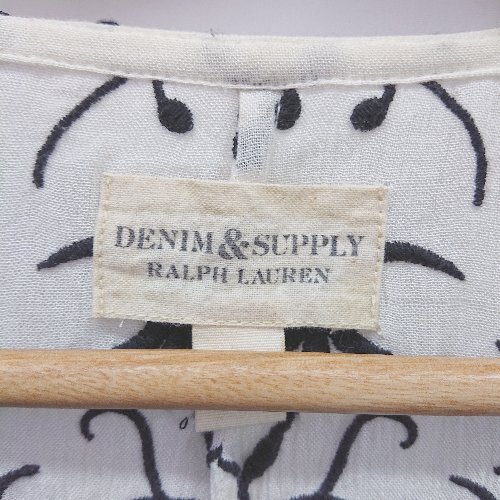 DENIM & SUPPLY
RALPH LAUREN